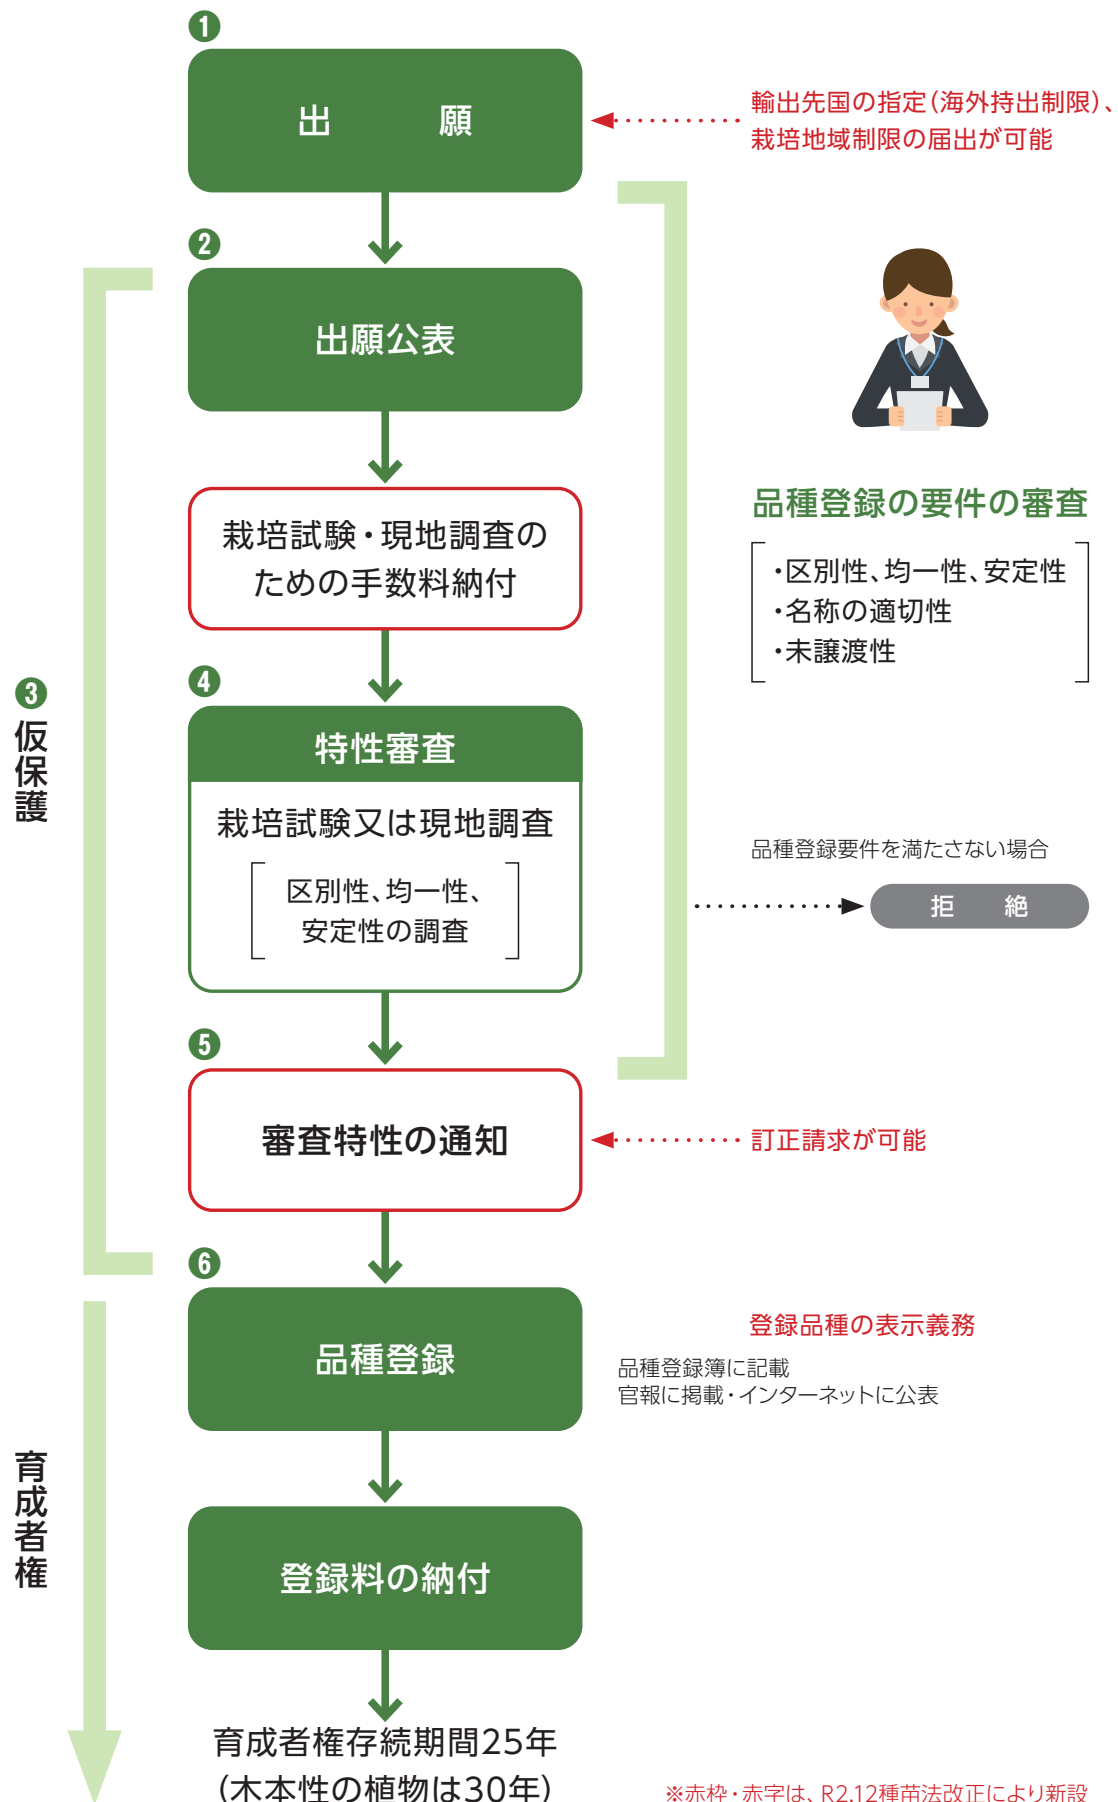 ❶
出　　願
輸出先国の指定(海外持出制限)、
栽培地域制限の届出が可能
❷
出願公表
栽培試験・現地調査の
ための手数料納付
品種登録の要件の審査
・区別性、均一性、安定性
・名称の適切性
・未譲渡性
❸仮保護
❹
特性審査
栽培試験又は現地調査
区別性、均一性、
安定性の調査
品種登録要件を満たさない場合
拒　絶
❺
審査特性の通知
訂正請求が可能
❻
品種登録
登録品種の表示義務
品種登録簿に記載
官報に掲載・インターネットに公表
育成者権
登録料の納付
育成者権存続期間25年
(木本性の植物は30年)
※赤枠・赤字は、R2.12種苗法改正により新設